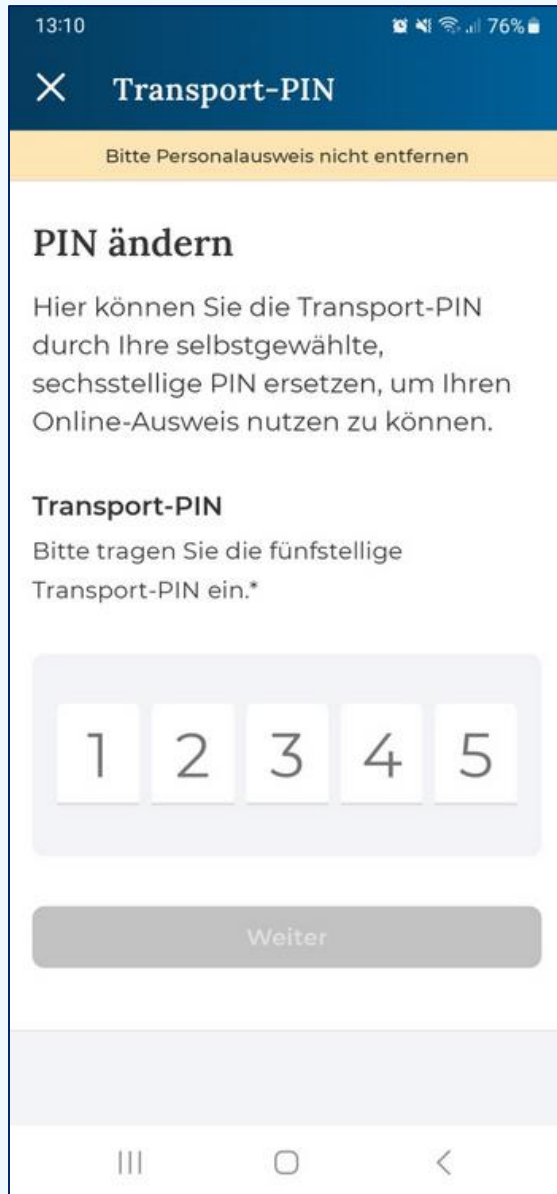 13:10 76%
Transport-PIN
Bitte Personalausweis nicht entfernen
PIN ändern
Hier können Sie die Transport-PIN
durch Ihre selbstgewählte,
sechsstellige PIN ersetzen, um Ihren
Online-Ausweis nutzen zu können.
Transport-PIN
Bitte tragen Sie die fünfstellige
Transport-PIN ein.*
1 2 3 4 5
Weiter